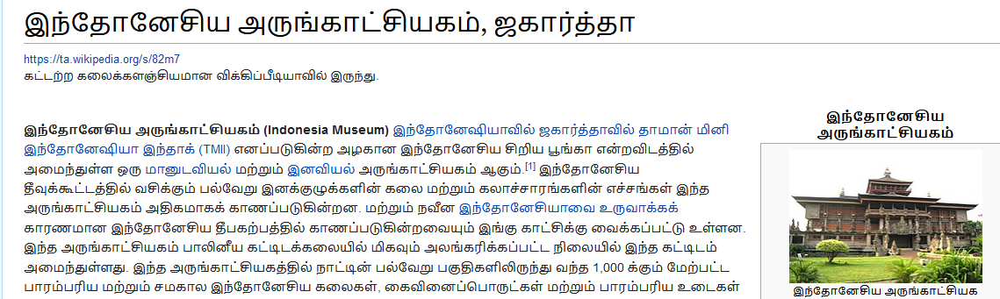 இந்தோனேசிய அருங்காட்சியகம், ஜகார்த்தா
https://ta.wikipedia.org/s/82m7
கட்டற்ற கலைக்களஞ்சியமான விக்கிப்பீடியாவில் இருந்து.
இந்தோனேசிய அருங்காட்சியகம் (Indonesia Museum) இந்தோனேஷியாவில் ஜகார்த்தாவில் தாமான் மினி
இந்தோனேஷியா இந்தாக் (TMII) எனப்படுகின்ற அழகான இந்தோனேசிய சிறிய பூங்கா என்றவிடத்தில்
அமைந்துள்ள ஒரு மானுடவியல் மற்றும் இனவியல் அருங்காட்சியகம் ஆகும்.[1] இந்தோனேசிய
தீவுக்கூட்டத்தில் வசிக்கும் பல்வேறு இனக்குழுக்களின் கலை மற்றும் கலாச்சாரங்களின் எச்சங்கள் இந்த
அருங்காட்சியகம் அதிகமாகக் காணப்படுகின்றன. மற்றும் நவீன இந்தோனேசியாவை உருவாக்கக்
காரணமான இந்தோனேசிய தீபகற்பத்தில் காணப்படுகின்றவையும் இங்கு காட்சிக்கு வைக்கப்பட்டு உள்ளன.
இந்த அருங்காட்சியகம் பாலினீய கட்டிடக்கலையில் மிகவும் அலங்கரிக்கப்பட்ட நிலையில் இந்த கட்டிடம்
அமைந்துள்ளது. இந்த அருங்காட்சியகத்தில் நாட்டின் பல்வேறு பகுதிகளிலிருந்து வந்த 1,000 க்கும் மேற்பட்ட
பாரம்பரிய மற்றும் சமகால இந்தோனேசிய கலைகள், கைவினைப்பொருட்கள் மற்றும் பாரம்பரிய உடைகள்
இந்தோனேசிய
அருங்காட்சியகம்
இந்தோனேசிய அருங்காட்சியக